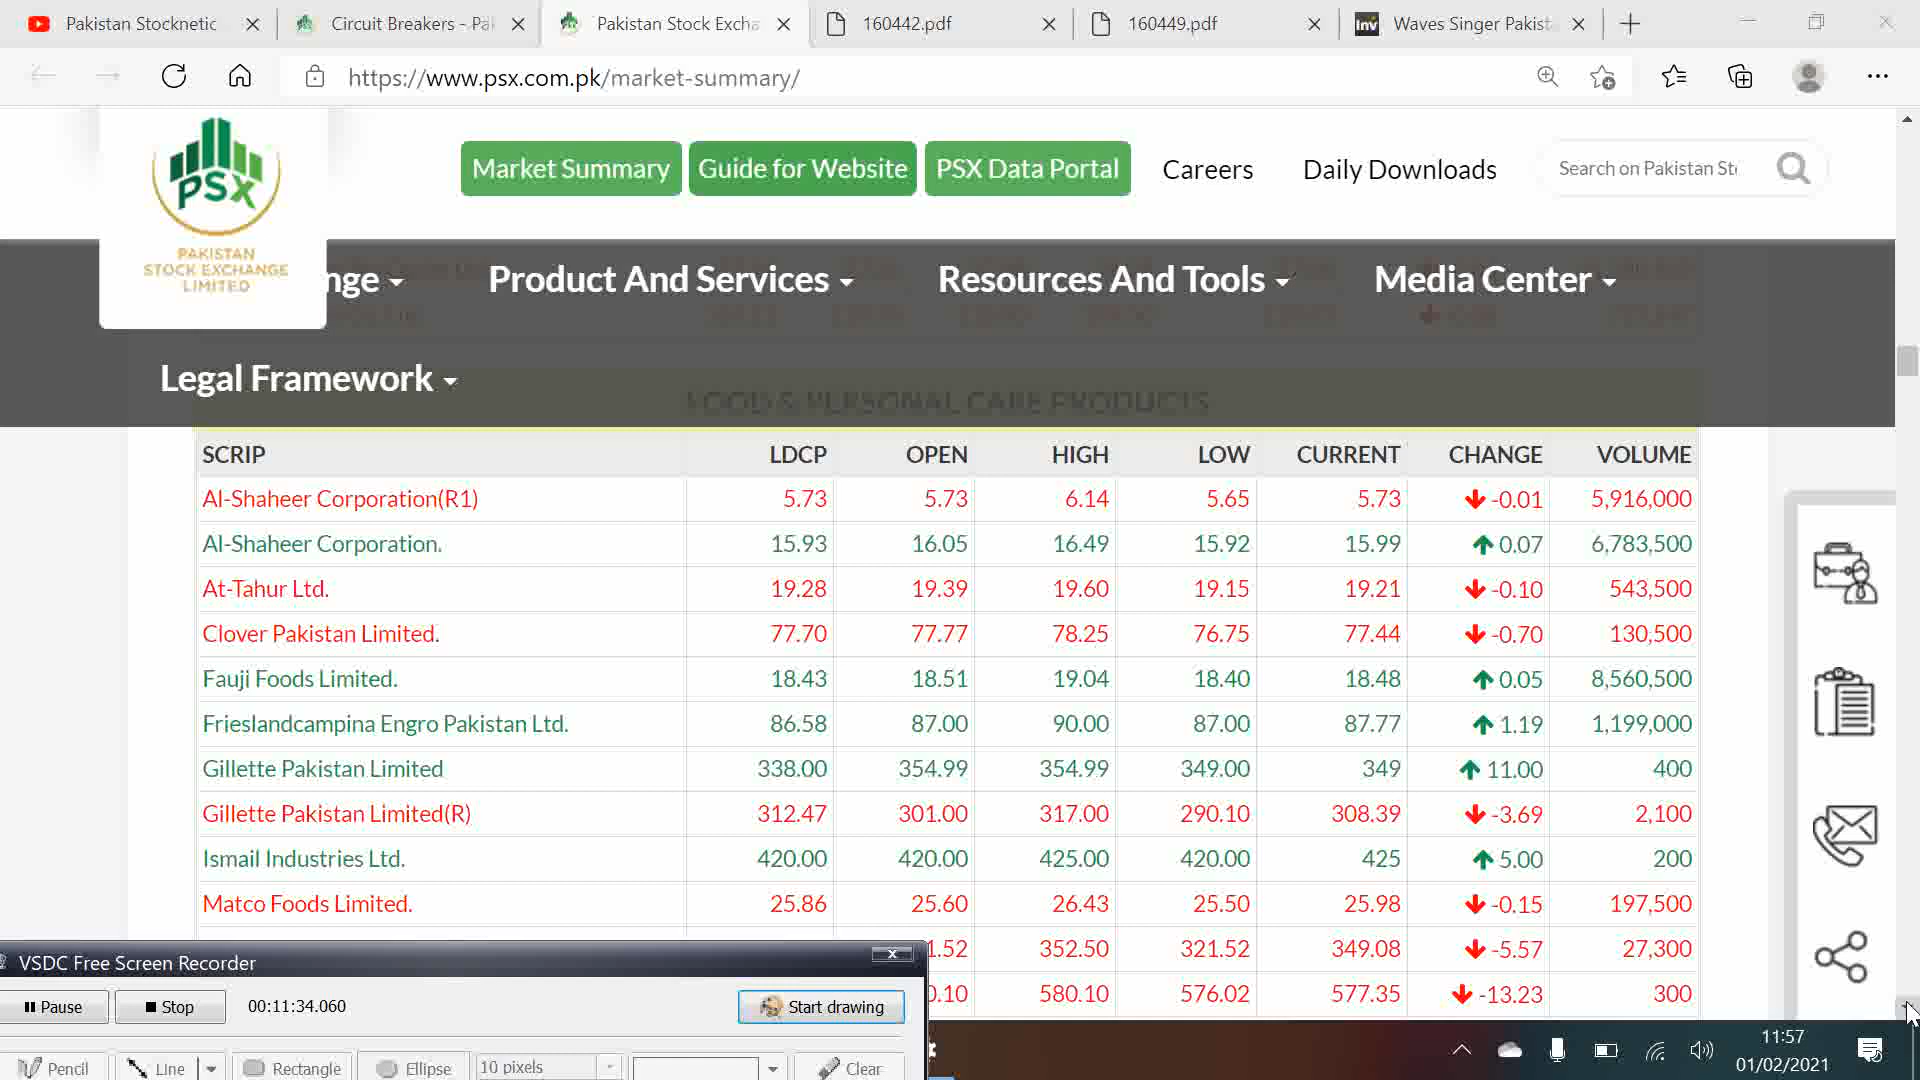 Pakistan Stocknetic
Circuit Breakers - Pa
Pakistan Stock Excha
160442.pdf
160449.pdf
Inv Waves Singer Pakist
https://www.psx.com.pk/market-summary/
PSX
PAKISTAN
STOCK EXCHANGE
LIMITED
Market Summary
Guide for Website
PSX Data Portal
Careers
Daily Downloads
Search on Pakistan Sto
nge
Product And Services
Resources And Tools
Media Center
Legal Framework
FOOD & PERSONAL CARE PRODUCTS
SCRIP LDCP OPEN HIGH LOW CURRENT CHANGE VOLUME
Al-Shaheer Corporation(R1) 5.73 5.73 6.14 5.65 5.73 -0.01 5,916,000
Al-Shaheer Corporation. 15.93 16.05 16.49 15.92 15.99 0.07 6,783,500
At-Tahur Ltd. 19.28 19.39 19.60 19.15 19.21 -0.10 543,500
Clover Pakistan Limited. 77.70 77.77 78.25 76.75 77.44 -0.70 130,500
Fauji Foods Limited. 18.43 18.51 19.04 18.40 18.48 0.05 8,560,500
Frieslandcampina Engro Pakistan Ltd. 86.58 87.00 90.00 87.00 87.77 1.19 1,199,000
Gillette Pakistan Limited 338.00 354.99 354.99 349.00 349 11.00 400
Gillette Pakistan Limited(R) 312.47 301.00 317.00 290.10 308.39 -3.69 2,100
Ismail Industries Ltd. 420.00 420.00 425.00 420.00 425 5.00 200
Matco Foods Limited. 25.86 25.60 26.43 25.50 25.98 -0.15 197,500
1.52 352.50 321.52 349.08 -5.57 27,300
0.10 580.10 576.02 577.35 -13.23 300
VSDC Free Screen Recorder
Pause
Stop
00:11:34.060
Start drawing
Pencil
Line
Rectangle
Ellipse
10 pixels
Clear
11:57
01/02/2021